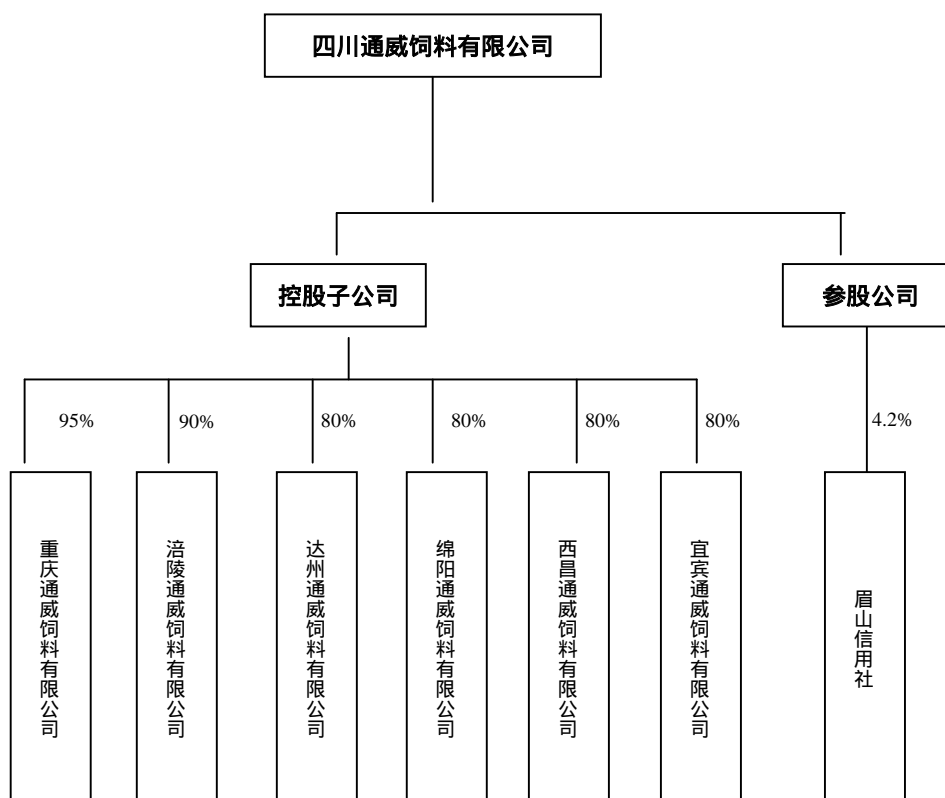 四川通威饲料有限公司
控股子公司
参股公司
95%
90%
80%
80%
80%
80%
4.2%
重庆通威饲料有限公司
涪陵通威饲料有限公司
达州通威饲料有限公司
绵阳通威饲料有限公司
西昌通威饲料有限公司
宜宾通威饲料有限公司
眉山信用社